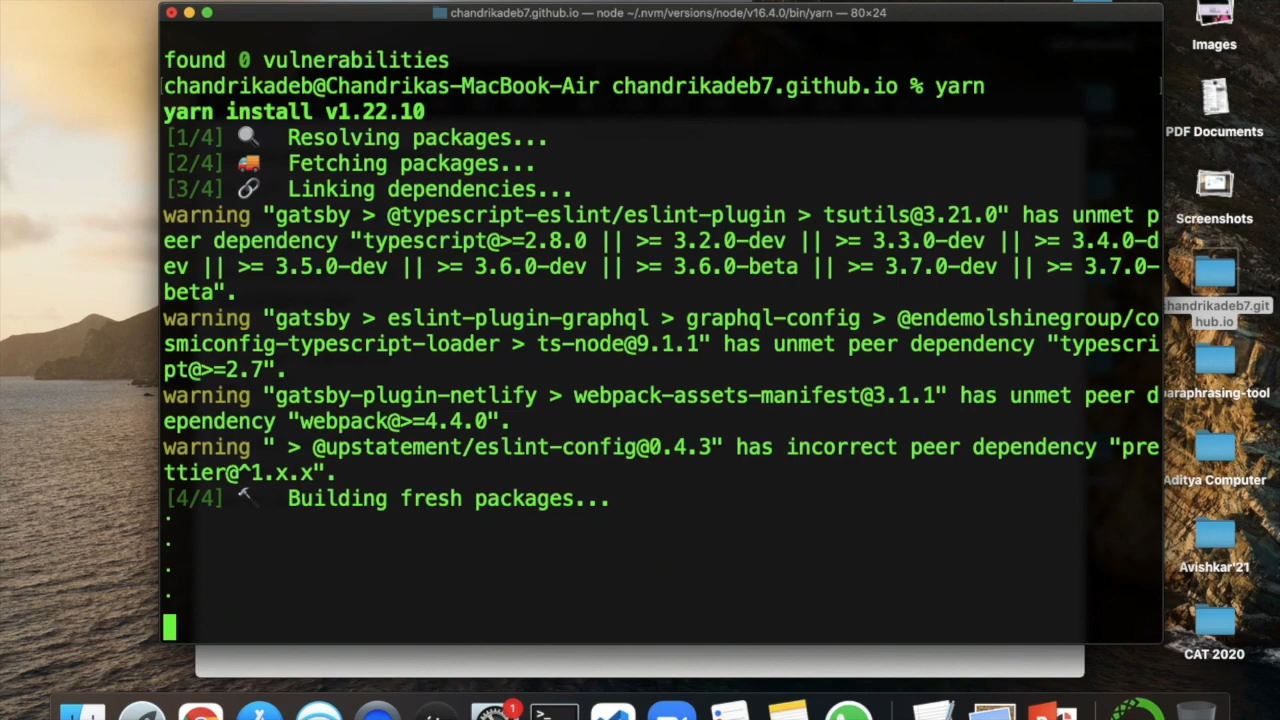 chandrikadeb7.github.io — node ~/.nvm/versions/node/v16.4.0/bin/yarn — 80×24
found 0 vulnerabilities
chandrikadeb@Chandrikas-MacBook-Air chandrikadeb7.github.io % yarn
yarn install v1.22.10
[1/4] Resolving packages...
[2/4] Fetching packages...
[3/4] Linking dependencies...
warning "gatsby > @typescript-eslint/eslint-plugin > tsutils@3.21.0" has unmet p
eer dependency "typescript@>=2.8.0 || >= 3.2.0-dev || >= 3.3.0-dev || >= 3.4.0-d
ev || >= 3.5.0-dev || >= 3.6.0-dev || >= 3.6.0-beta || >= 3.7.0-dev || >= 3.7.0-
beta".
warning "gatsby > eslint-plugin-graphql > graphql-config > @endemolshinegroup/co
smiconfig-typescript-loader > ts-node@9.1.1" has unmet peer dependency "typescri
pt@>=2.7".
warning "gatsby-plugin-netlify > webpack-assets-manifest@3.1.1" has unmet peer d
ependency "webpack@>=4.4.0".
warning " > @upstatement/eslint-config@0.4.3" has incorrect peer dependency "pre
ttier@^1.x.x".
[4/4] Building fresh packages...
.
.
.
.
Images
PDF Documents
Screenshots
chandrikadeb7.git
hub.io
paraphrasing-tool
Aditya Computer
Avishkar'21
CAT 2020
1
>_